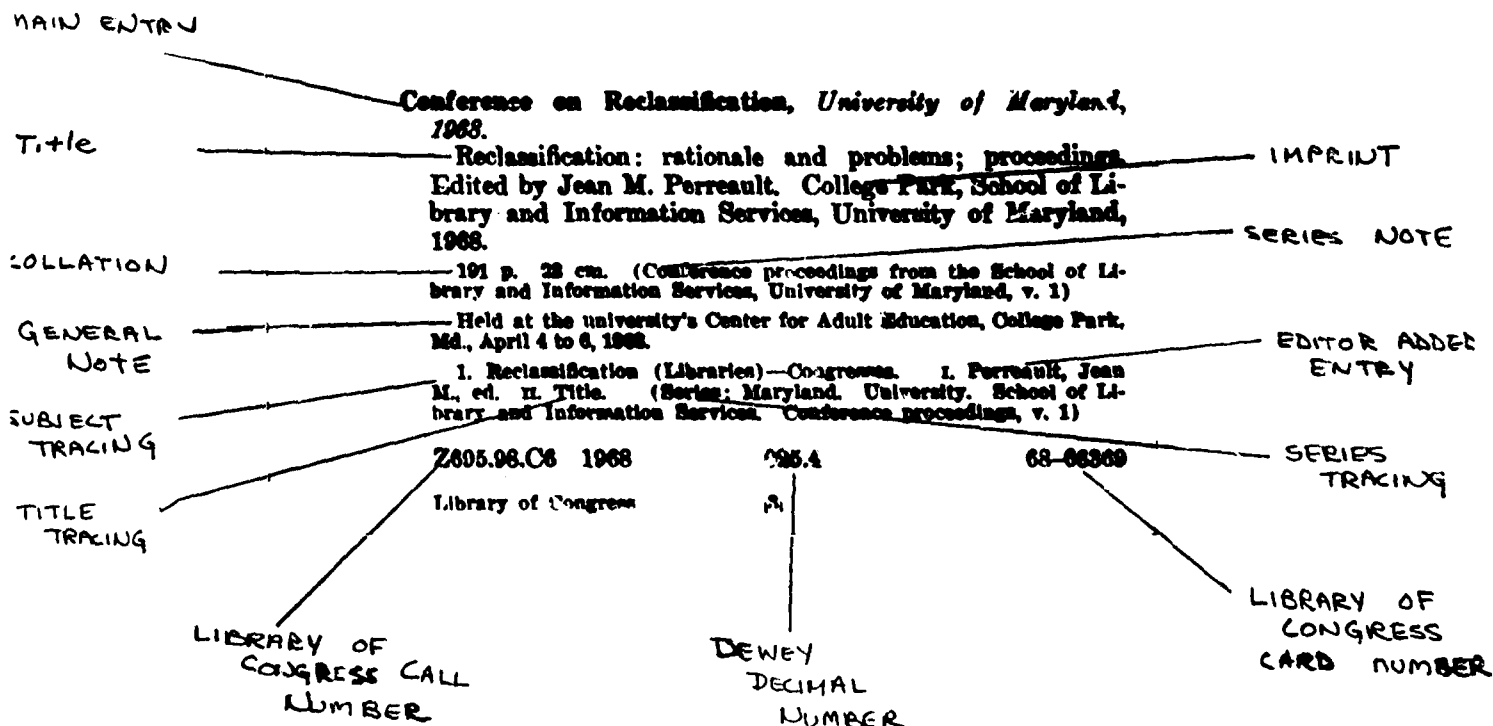 MAIN ENTRY
Conference on Reclassification, University of Maryland,
1968.
Title
Reclassification: rationale and problems; proceedings.
IMPRINT
Edited by Jean M. Perreault. College Park, School of Li-
brary and Information Services, University of Maryland,
1968.
SERIES NOTE
COLLATION
191 p. 28 cm. (Conference proceedings from the School of Li-
brary and Information Services, University of Maryland, v. 1)
GENERAL
NOTE
Held at the university's Center for Adult Education, College Park,
Md., April 4 to 6, 1968.
EDITOR ADDED
ENTRY
1. Reclassification (Libraries)—Congresses. I. Perreault, Jean
M., ed. II. Title. (Series: Maryland. University. School of Li-
brary and Information Services. Conference proceedings, v. 1)
SUBJECT
TRACING
Z695.98.C6 1968 025.4 68-66369
SERIES
TRACING
Library of Congress
TITLE
TRACING
LIBRARY OF
CONGRESS CALL
NUMBER
DEWEY
DECIMAL
NUMBER
LIBRARY OF
CONGRESS
CARD NUMBER